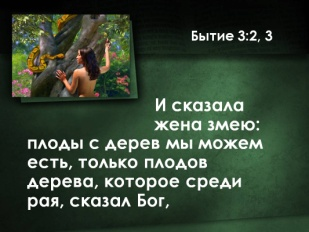 Бытие 3:2, 3
И сказала
жена змею:
плоды с дерев мы можем
есть, только плодов
дерева, которое среди
рая, сказал Бог,